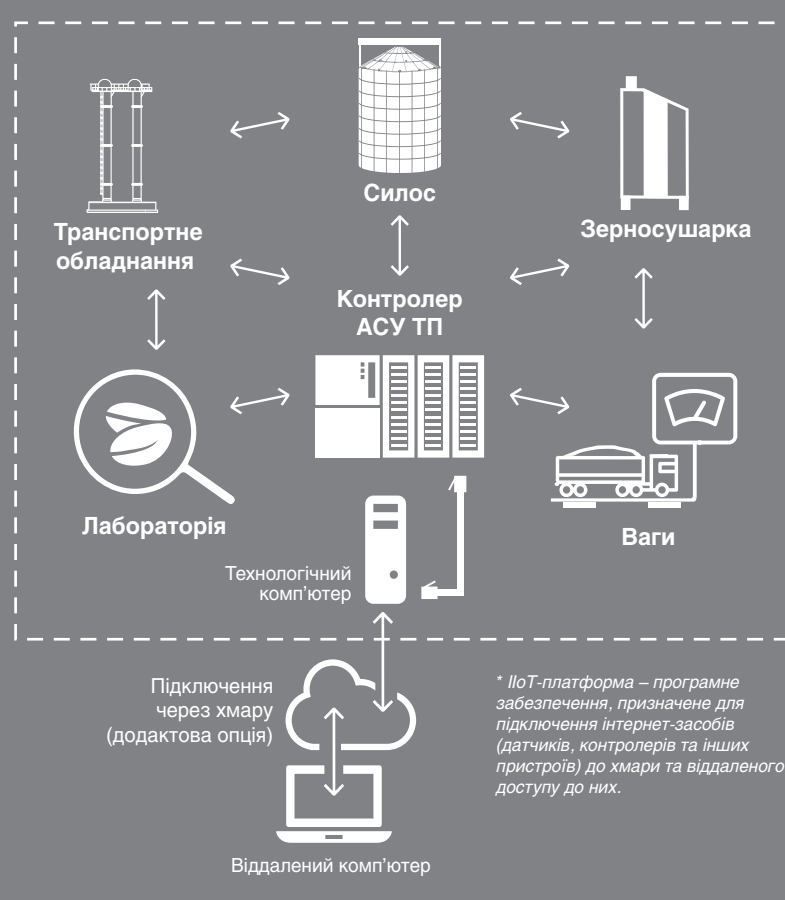 Силос
Транспортне
обладнання
Зерносушарка
Контролер
АСУ ТП
Лабораторія
Ваги
Технологічний
комп’ютер
Підключення
через хмару
(додактова опція)
* IIoT-платформа – програмне
забезпечення, призначене для
підключення інтернет-засобів
(датчиків, контролерів та інших
пристроїв) до хмари та віддаленого
доступу до них.
Віддалений комп’ютер